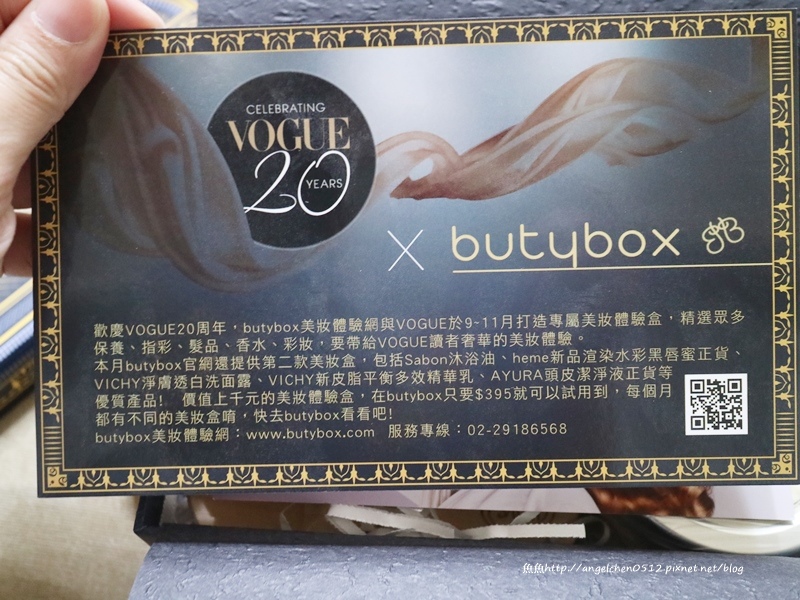 CELEBRATING
VOGUE
20 YEARS
X butybox
歡慶VOGUE20周年，butybox美妝體驗網與VOGUE於9-11月打造專屬美妝體驗盒，精選眾多
保養、指彩、髮品、香水、彩妝，要帶給VOGUE讀者奢華的美妝體驗。
本月butybox官網還提供第二款美妝盒，包括Sabon沐浴油、heme新品渲染水彩黑唇蜜正貨、
VICHY淨膚透白洗面露、VICHY新皮脂平衡多效精華乳、AYURA頭皮潔淨液正貨等
優質產品! 價值上千元的美妝體驗盒，在butybox只要$395就可以試用到，每個月
都有不同的美妝盒唷，快去butybox看看吧!
butybox美妝體驗網：www.butybox.com 服務專線：02-29186568
魚魚http://angelchen0512.pixnet.net/blog